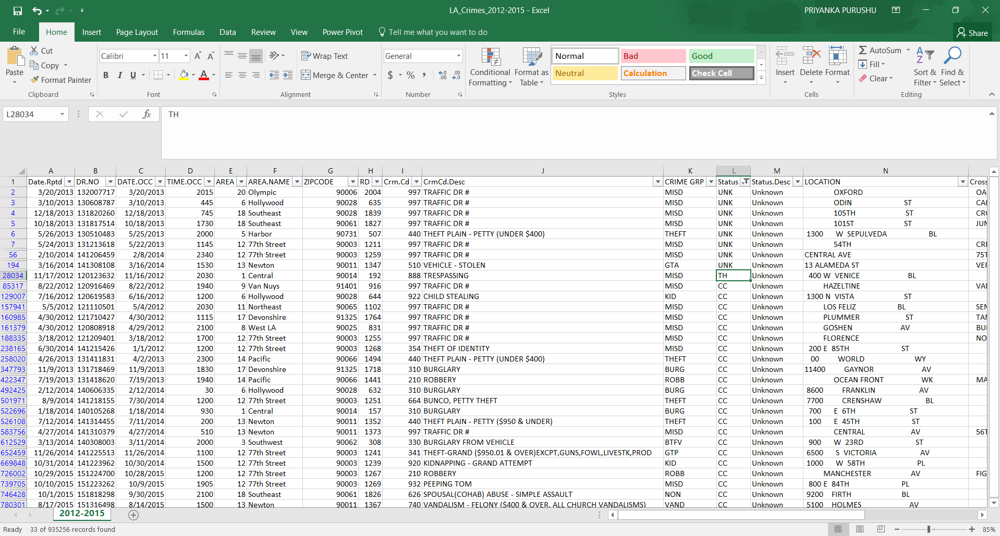 LA_Crimes_2012-2015 - Excel
PRIYANKA PURUSHU
File Home Insert Page Layout Formulas Data Review View Power Pivot Tell me what you want to do
Share
Paste
Cut
Copy
Format Painter
Clipboard
Calibri 11
B I U
Font
Wrap Text
Merge & Center
Alignment
General
$ % ,
Number
Conditional Formatting
Format as Table
Normal Bad Good
Neutral Calculation Check Cell
Styles
Insert Delete Format
Cells
AutoSum
Fill
Clear
Sort & Filter
Find & Select
Editing
L28034 fx TH
A B C D E F G H I J K L M N
1 Date.Rptd DR.NO DATE.OCC TIME.OCC AREA AREA.NAME ZIPCODE RD Crm.Cd CrmCd.Desc CRIME GRP Status Status.Desc LOCATION Cross
2 3/20/2013 132007717 3/20/2013 2015 20 Olympic 90006 2004 997 TRAFFIC DR # MISD UNK Unknown OXFORD OA
3 3/10/2013 130608787 3/10/2013 445 6 Hollywood 90028 635 997 TRAFFIC DR # MISD UNK Unknown ODIN ST CAH
4 12/18/2013 131820260 12/18/2013 745 18 Southeast 90028 1839 997 TRAFFIC DR # MISD UNK Unknown 105TH ST CRO
5 10/18/2013 131817514 10/18/2013 1730 18 Southeast 90061 1827 997 TRAFFIC DR # MISD UNK Unknown 101ST ST JUN
6 5/26/2013 130510483 5/25/2013 2000 5 Harbor 90731 507 440 THEFT PLAIN - PETTY (UNDER $400) THEFT UNK Unknown 1300 W SEPULVEDA BL
7 5/24/2013 131213618 5/22/2013 1145 12 77th Street 90003 1211 997 TRAFFIC DR # MISD UNK Unknown 54TH CRE
56 2/10/2014 141206459 2/8/2014 2340 12 77th Street 90003 1259 997 TRAFFIC DR # MISD UNK Unknown CENTRAL AVE 75T
194 3/16/2014 141308108 3/16/2014 1530 13 Newton 90011 1347 510 VEHICLE - STOLEN GTA UNK Unknown 13 ALAMEDA ST VER
28034 11/17/2012 120123632 11/16/2012 2030 1 Central 90014 192 888 TRESPASSING MISD TH Unknown 400 W VENICE BL
85317 8/22/2012 120916469 8/22/2012 1940 9 Van Nuys 91401 916 997 TRAFFIC DR # MISD CC Unknown HAZELTINE VAN
129007 7/16/2012 120619583 6/16/2012 1200 6 Hollywood 90028 644 922 CHILD STEALING KID CC Unknown 1300 N VISTA ST
157941 5/5/2012 121110501 5/4/2012 2030 11 Northeast 90065 1102 997 TRAFFIC DR # MISD CC Unknown LOS FELIZ BL SEN
160985 4/30/2012 121710427 4/30/2012 1115 17 Devonshire 91325 1764 997 TRAFFIC DR # MISD CC Unknown PLUMMER ST TAM
161379 4/30/2012 120808918 4/29/2012 2100 8 West LA 90025 831 997 TRAFFIC DR # MISD CC Unknown GOSHEN AV BU
188335 3/18/2012 121209401 3/18/2012 1700 12 77th Street 90003 1255 997 TRAFFIC DR # MISD CC Unknown FLORENCE NO
238165 6/30/2014 141215426 1/1/2012 1200 12 77th Street 90003 1268 354 THEFT OF IDENTITY MISD CC Unknown 200 E 85TH ST
258020 4/26/2013 131411831 4/2/2013 2300 14 Pacific 90066 1494 440 THEFT PLAIN - PETTY (UNDER $400) THEFT CC Unknown 00 WORLD WY
347793 11/9/2013 131718469 11/9/2013 1830 17 Devonshire 91325 1718 310 BURGLARY BURG CC Unknown 11400 GAYNOR AV
422347 7/19/2013 131418620 7/19/2013 1940 14 Pacific 90066 1441 210 ROBBERY ROBB CC Unknown OCEAN FRONT WK MA
492425 2/12/2014 140606335 2/12/2014 30 6 Hollywood 90028 632 310 BURGLARY BURG CC Unknown 8600 FRANKLIN AV
501971 8/9/2014 141218155 7/30/2014 1200 12 77th Street 90003 1251 664 BUNCO, PETTY THEFT THEFT CC Unknown 7700 CRENSHAW BL
522696 1/18/2014 140105268 1/18/2014 930 1 Central 90014 157 310 BURGLARY BURG CC Unknown 700 E 6TH ST
526108 7/12/2014 141314455 7/11/2014 200 13 Newton 90011 1352 440 THEFT PLAIN - PETTY ($950 & UNDER) THEFT CC Unknown 100 E 45TH ST
583756 4/27/2014 141310379 4/27/2014 510 13 Newton 90011 1373 997 TRAFFIC DR # MISD CC Unknown CENTRAL AV 56T
612529 3/13/2014 140308003 3/11/2014 2000 3 Southwest 90062 308 330 BURGLARY FROM VEHICLE BTFV CC Unknown 900 W 23RD ST
652459 11/26/2014 141225513 11/26/2014 1100 12 77th Street 90003 1241 341 THEFT-GRAND ($950.01 & OVER)EXCPT,GUNS,FOWL,LIVESTK,PROD GTP CC Unknown 6500 S VICTORIA AV
669848 10/31/2014 141223962 10/30/2014 1500 12 77th Street 90003 1239 920 KIDNAPPING - GRAND ATTEMPT KID CC Unknown 1000 W 58TH PL
726002 10/29/2015 151224700 10/28/2015 1200 12 77th Street 90003 1267 210 ROBBERY ROBB CC Unknown MANCHESTER AV FIG
739705 10/10/2015 151223262 10/9/2015 1905 12 77th Street 90003 1269 932 PEEPING TOM MISD CC Unknown 800 E 84TH PL
746428 10/1/2015 151818298 9/30/2015 2100 18 Southeast 90061 1826 626 SPOUSAL(COHAB) ABUSE - SIMPLE ASSAULT NON CC Unknown 9200 FIRTH BL
780301 8/17/2015 151316498 8/14/2015 1500 13 Newton 90011 1367 740 VANDALISM - FELONY ($400 & OVER, ALL CHURCH VANDALISMS) VAND CC Unknown 5100 HOLMES AV
2012-2015
Ready 33 of 935256 records found 85%